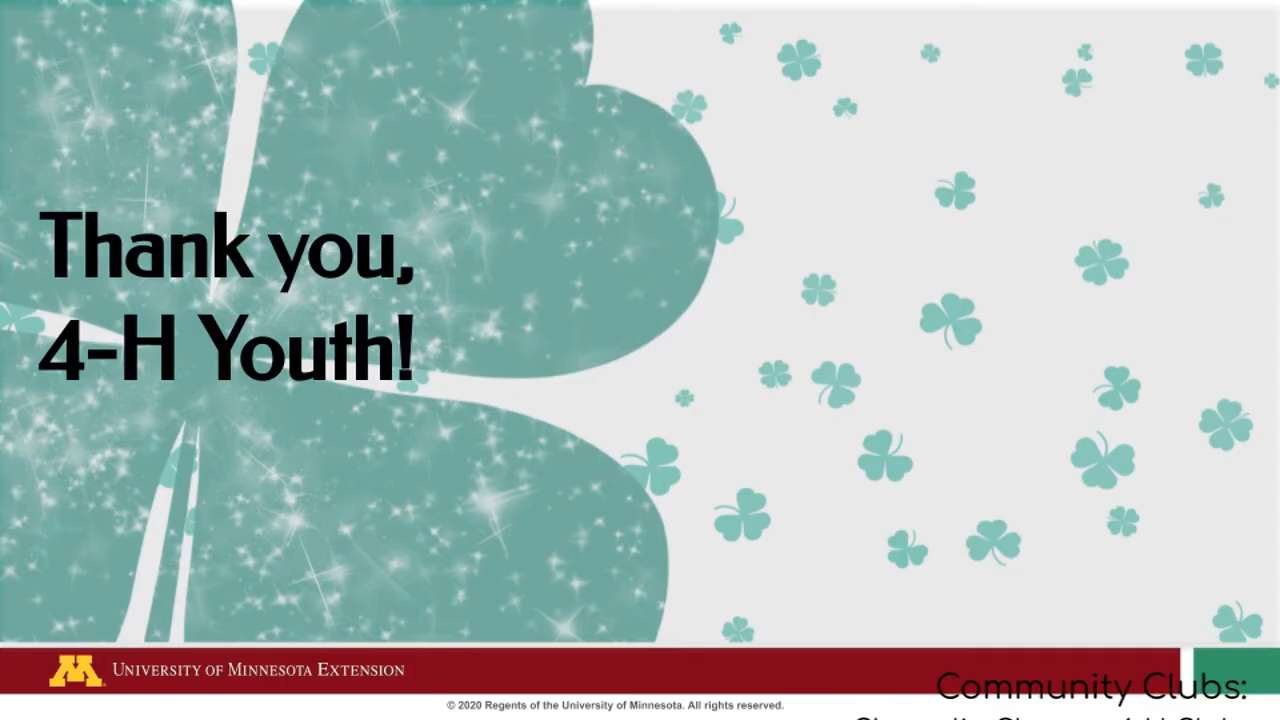 Thank you,
4-H Youth!
UNIVERSITY OF MINNESOTA EXTENSION
Community Clubs:
© 2020 Regents of the University of Minnesota. All rights reserved.